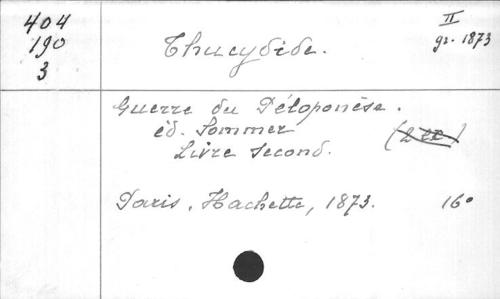 404
190
3
Thucydide.
II
gr. 1873
Guerre du Péloponèse.
éd. Sommer
Livre second.
Paris, Hachette, 1873. 16°